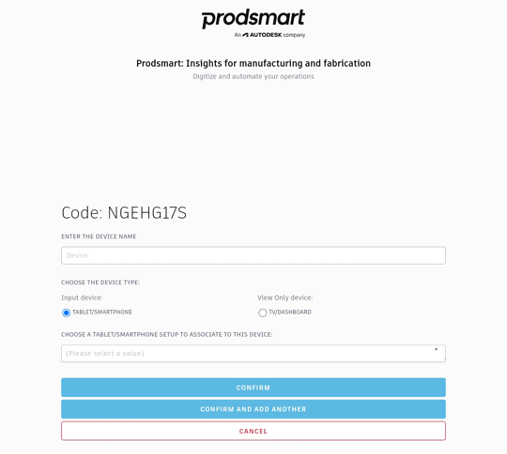 prodsmart
An AUTODESK company
Prodsmart: Insights for manufacturing and fabrication
Digitize and automate your operations
Code: NGEHG17S
ENTER THE DEVICE NAME
Device
CHOOSE THE DEVICE TYPE:
Input device:
View Only device:
TABLET/SMARTPHONE
TV/DASHBOARD
CHOOSE A TABLET/SMARTPHONE SETUP TO ASSOCIATE TO THIS DEVICE:
(Please select a value)
CONFIRM
CONFIRM AND ADD ANOTHER
CANCEL